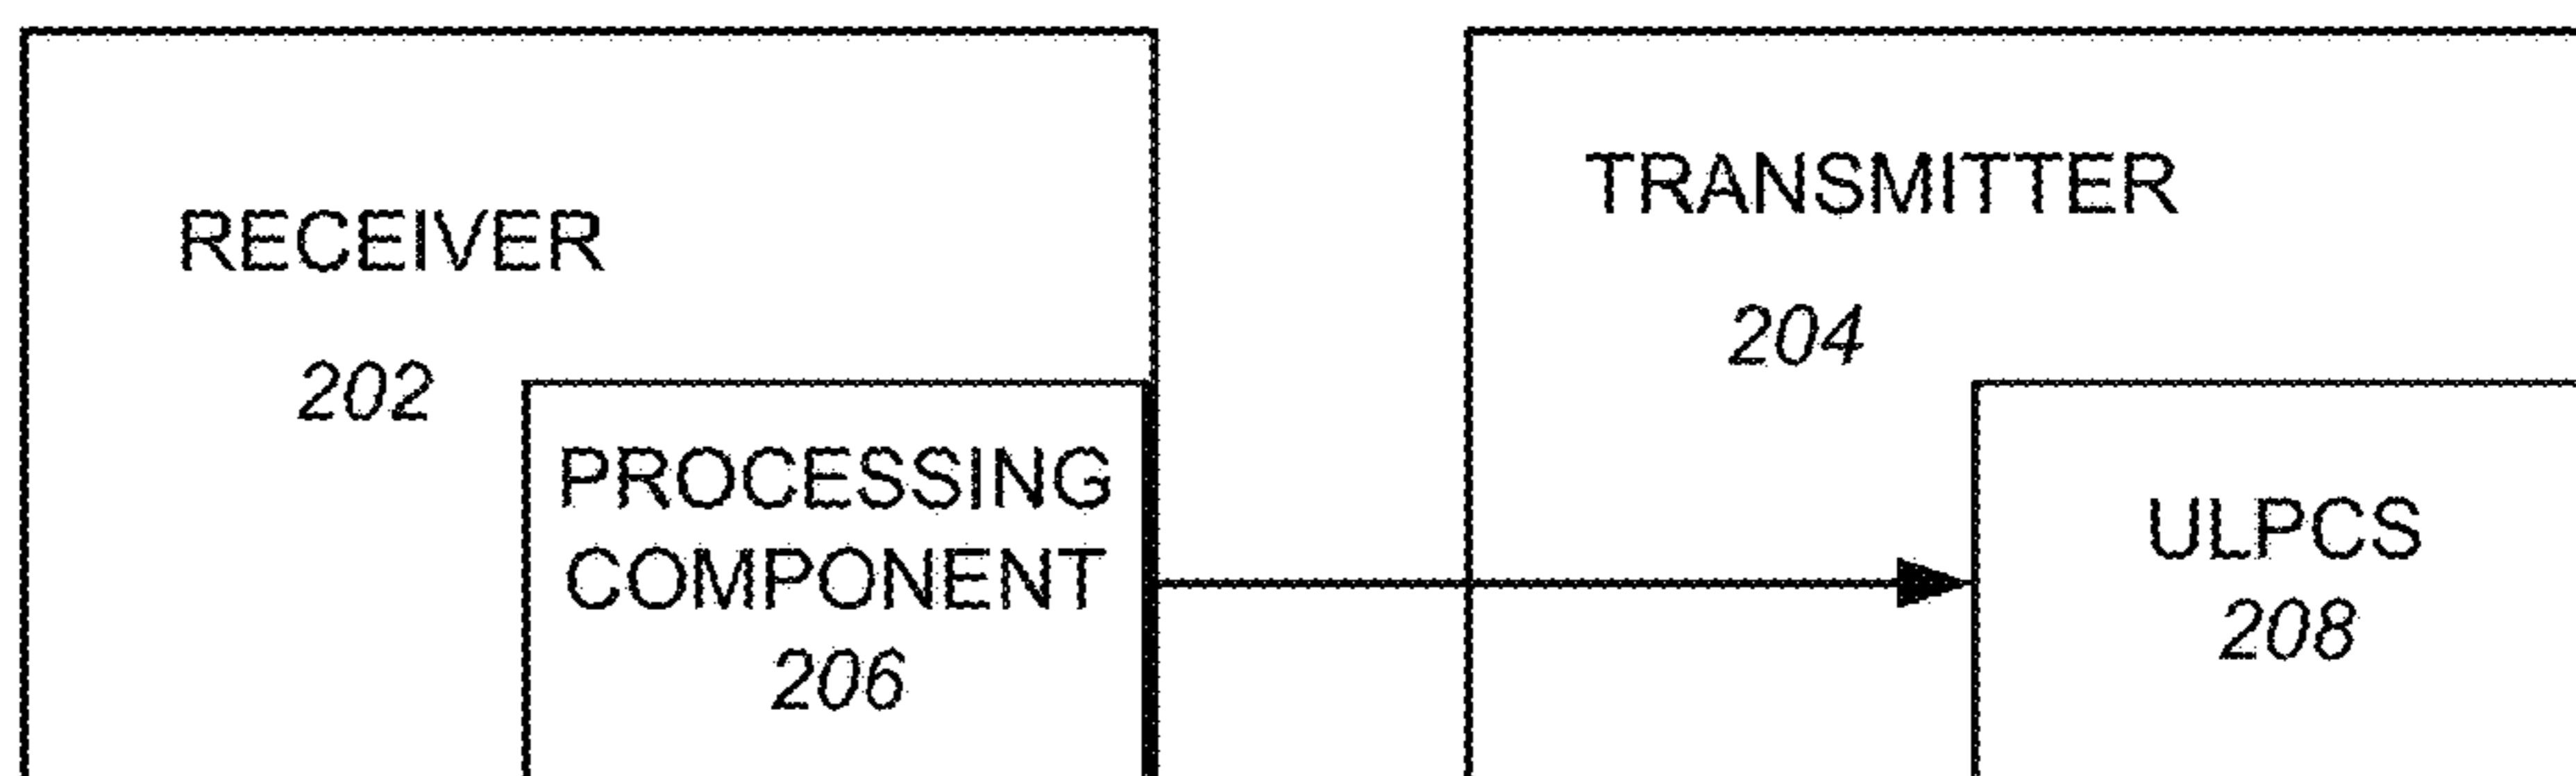 RECEIVER
202
PROCESSING
COMPONENT
206
TRANSMITTER
204
ULPCS
208